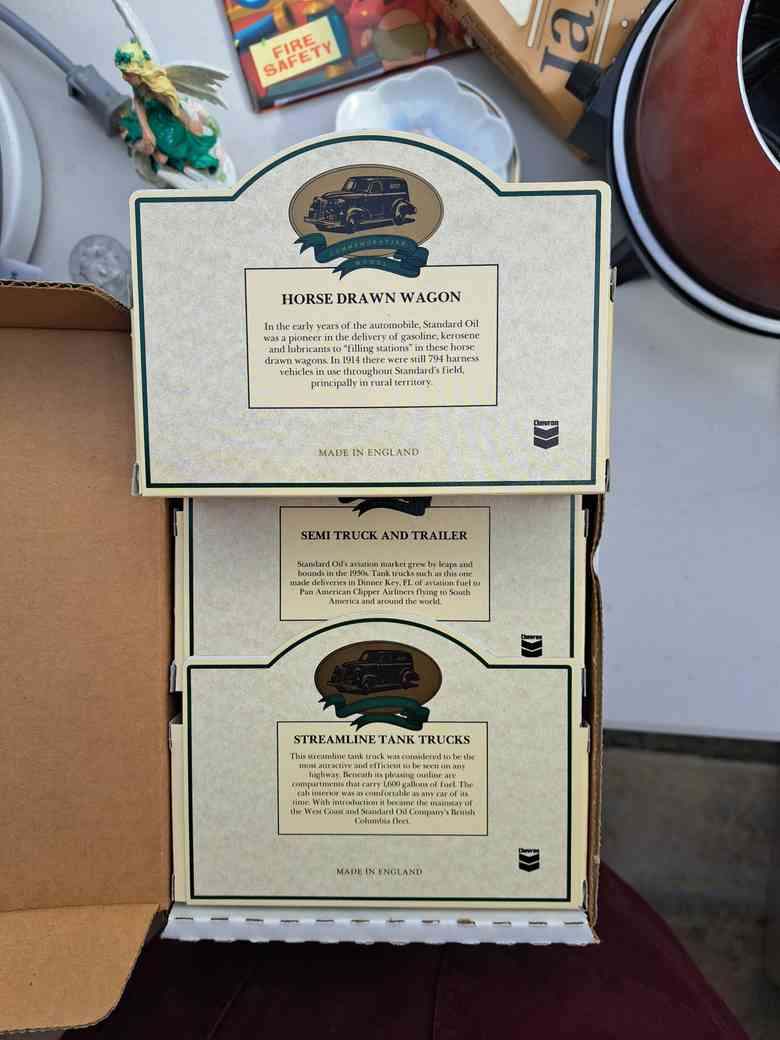 FIRE
SAFETY
Ja
COMMEMORATIVE
MODEL
HORSE DRAWN WAGON
In the early years of the automobile, Standard Oil
was a pioneer in the delivery of gasoline, kerosene
and lubricants to "filling stations" in these horse
drawn wagons. In 1914 there were still 794 harness
vehicles in use throughout Standard's field,
principally in rural territory.
Chevron
MADE IN ENGLAND
SEMI TRUCK AND TRAILER
Standard Oil's aviation market grew by leaps and
bounds in the 1930s. Tank trucks such as this one
made deliveries in Dinner Key, FL of aviation fuel to
Pan American Clipper Airliners flying to South
America and around the world.
Chevron
STREAMLINE TANK TRUCKS
This streamline tank truck was considered to be the
most attractive and efficient to be seen on any
highway. Beneath its pleasing outline are
compartments that carry 1,600 gallons of fuel. The
cab interior was as comfortable as any car of its
time. With introduction it became the mainstay of
the West Coast and Standard Oil Company's British
Columbia fleet.
Chevron
MADE IN ENGLAND